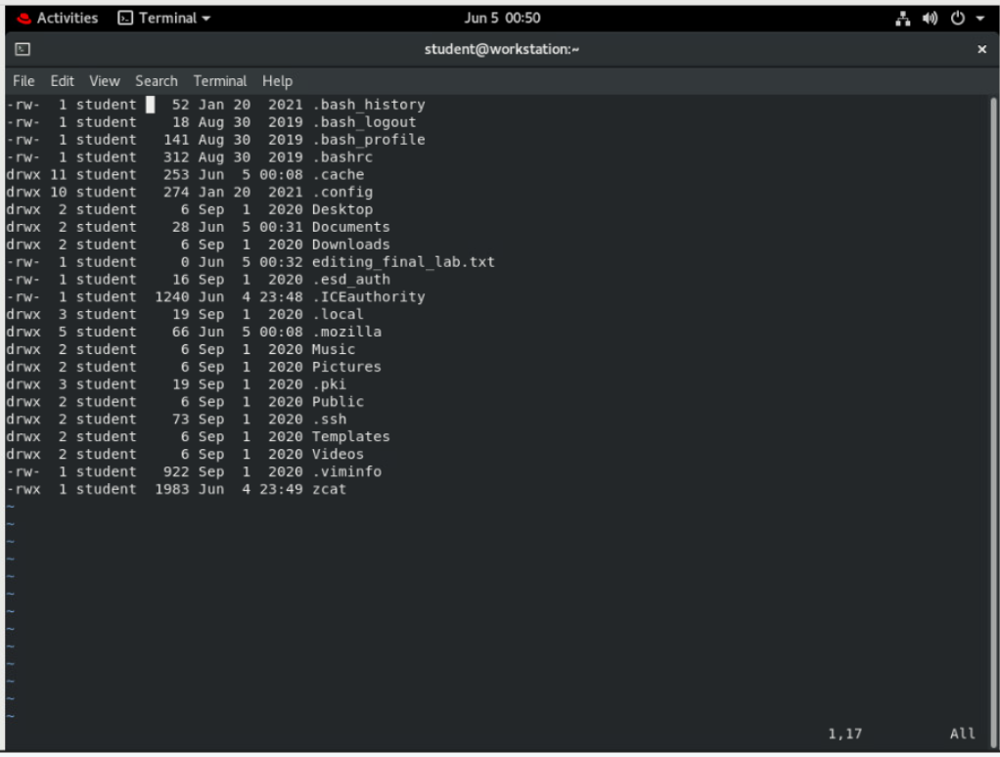 Activities Terminal Jun 5 00:50
student@workstation:~ ×
File Edit View Search Terminal Help
-rw-  1 student    52 Jan 20  2021 .bash_history
-rw-  1 student    18 Aug 30  2019 .bash_logout
-rw-  1 student   141 Aug 30  2019 .bash_profile
-rw-  1 student   312 Aug 30  2019 .bashrc
drwx 11 student   253 Jun  5 00:08 .cache
drwx 10 student   274 Jan 20  2021 .config
drwx  2 student     6 Sep  1  2020 Desktop
drwx  2 student    28 Jun  5 00:31 Documents
drwx  2 student     6 Sep  1  2020 Downloads
-rw-  1 student     0 Jun  5 00:32 editing_final_lab.txt
-rw-  1 student    16 Sep  1  2020 .esd_auth
-rw-  1 student  1240 Jun  4 23:48 .ICEauthority
drwx  3 student    19 Sep  1  2020 .local
drwx  5 student    66 Jun  5 00:08 .mozilla
drwx  2 student     6 Sep  1  2020 Music
drwx  2 student     6 Sep  1  2020 Pictures
drwx  3 student    19 Sep  1  2020 .pki
drwx  2 student     6 Sep  1  2020 Public
drwx  2 student    73 Sep  1  2020 .ssh
drwx  2 student     6 Sep  1  2020 Templates
drwx  2 student     6 Sep  1  2020 Videos
-rw-  1 student   922 Sep  1  2020 .viminfo
-rwx  1 student  1983 Jun  4 23:49 zcat
~
~
~
~
~
~
~
~
~
~
~
~
~
1,17 All